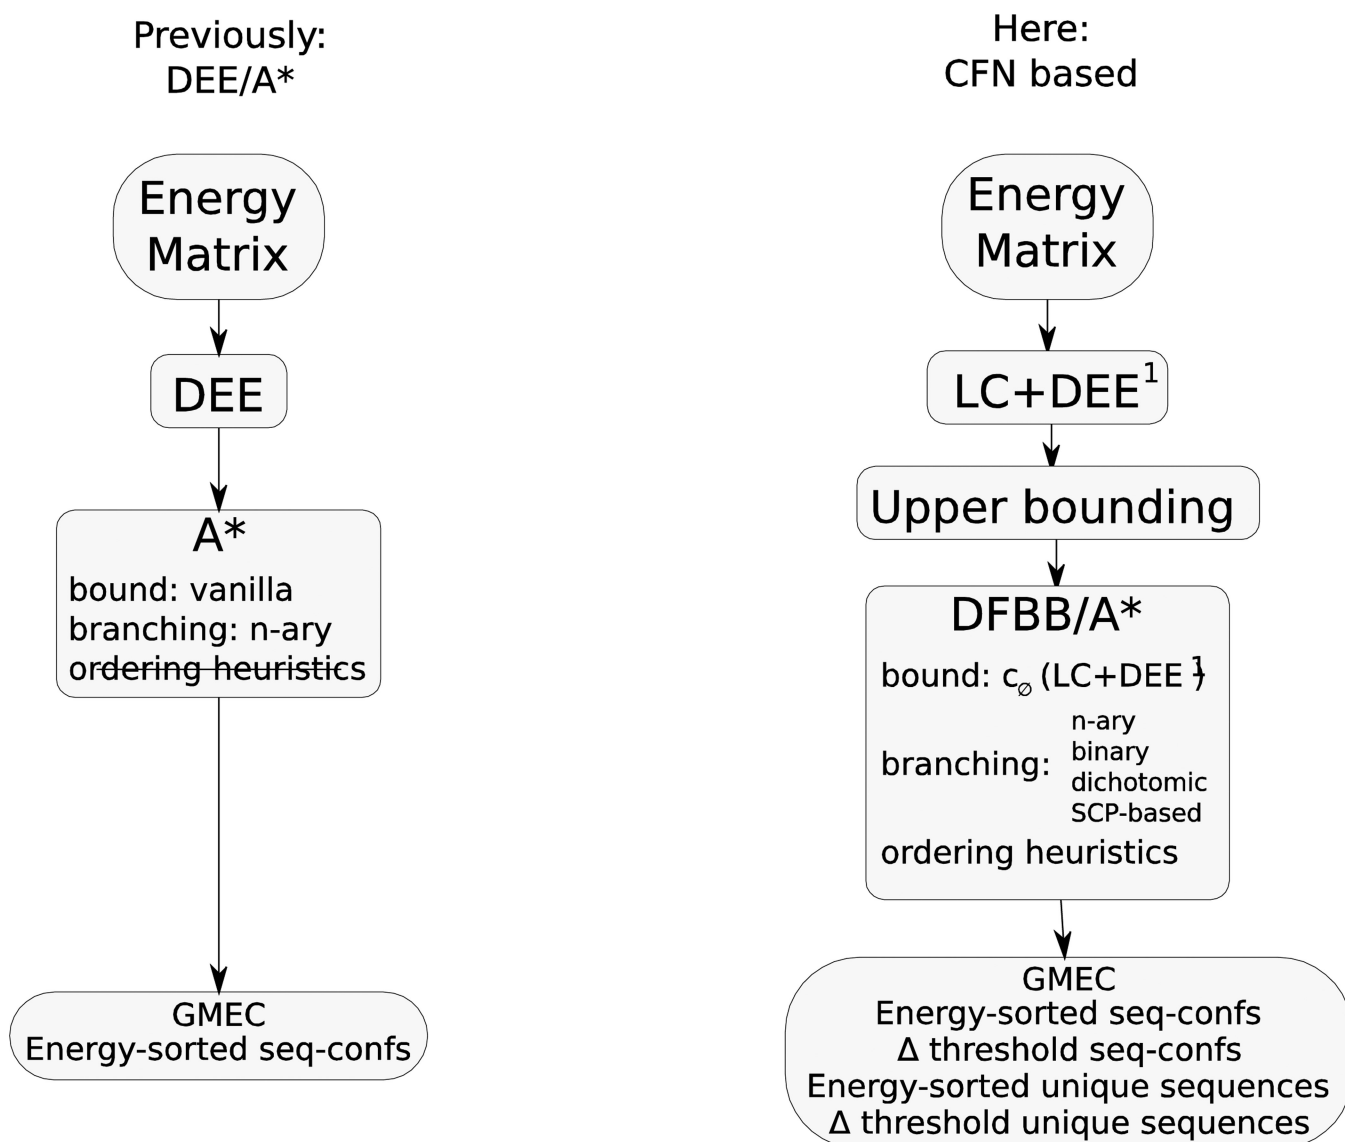 Previously:
DEE/A*
Energy
Matrix
DEE
A*
bound: vanilla
branching: n-ary
ordering heuristics
GMEC
Energy-sorted seq-confs
Here:
CFN based
Energy
Matrix
LC+DEE¹
Upper bounding
DFBB/A*
bound: c∅ (LC+DEE¹)
branching:
n-ary
binary
dichotomic
SCP-based
ordering heuristics
GMEC
Energy-sorted seq-confs
Δ threshold seq-confs
Energy-sorted unique sequences
Δ threshold unique sequences